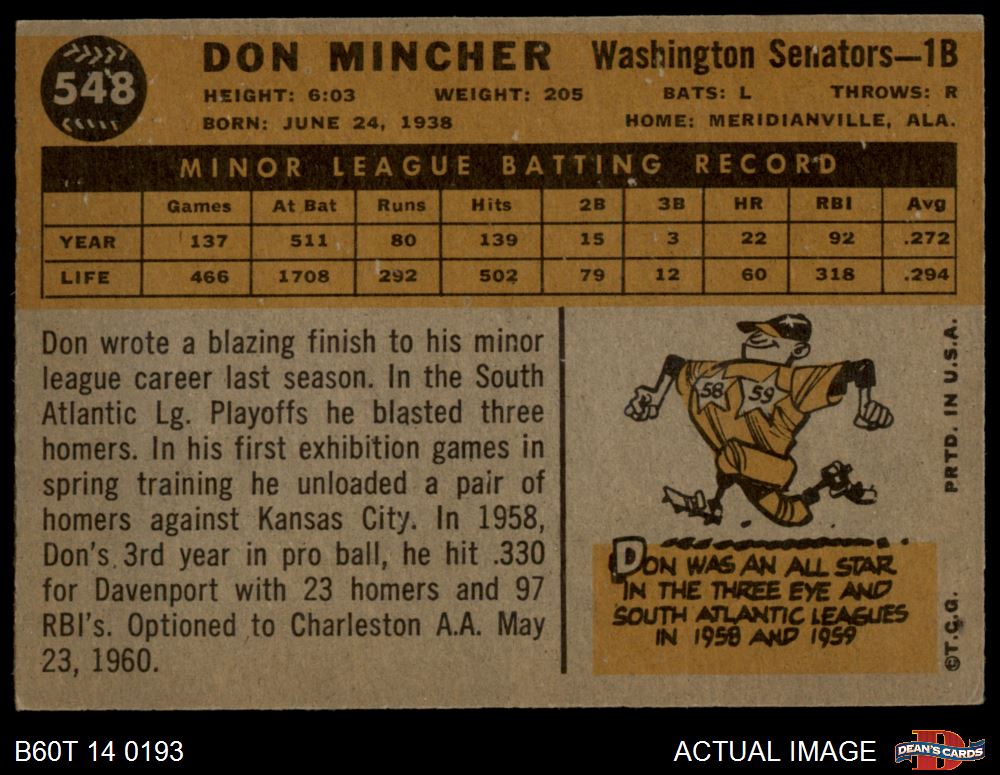 548
DON MINCHER Washington Senators—1B
HEIGHT: 6:03 WEIGHT: 205 BATS: L THROWS: R
BORN: JUNE 24, 1938 HOME: MERIDIANVILLE, ALA.
MINOR LEAGUE BATTING RECORD
Games At Bat Runs Hits 2B 3B HR RBI Avg
YEAR 137 511 80 139 15 3 22 92 .272
LIFE 466 1708 292 502 79 12 60 318 .294
Don wrote a blazing finish to his minor
league career last season. In the South
Atlantic Lg. Playoffs he blasted three
homers. In his first exhibition games in
spring training he unloaded a pair of
homers against Kansas City. In 1958,
Don's 3rd year in pro ball, he hit .330
for Davenport with 23 homers and 97
RBI's. Optioned to Charleston A.A. May
23, 1960.
58 59
DON WAS AN ALL STAR
IN THE THREE EYE AND
SOUTH ATLANTIC LEAGUES
IN 1958 AND 1959
©T.C.G. PRTD. IN U.S.A.
B60T 14 0193 ACTUAL IMAGE
D
DEAN'S CARDS